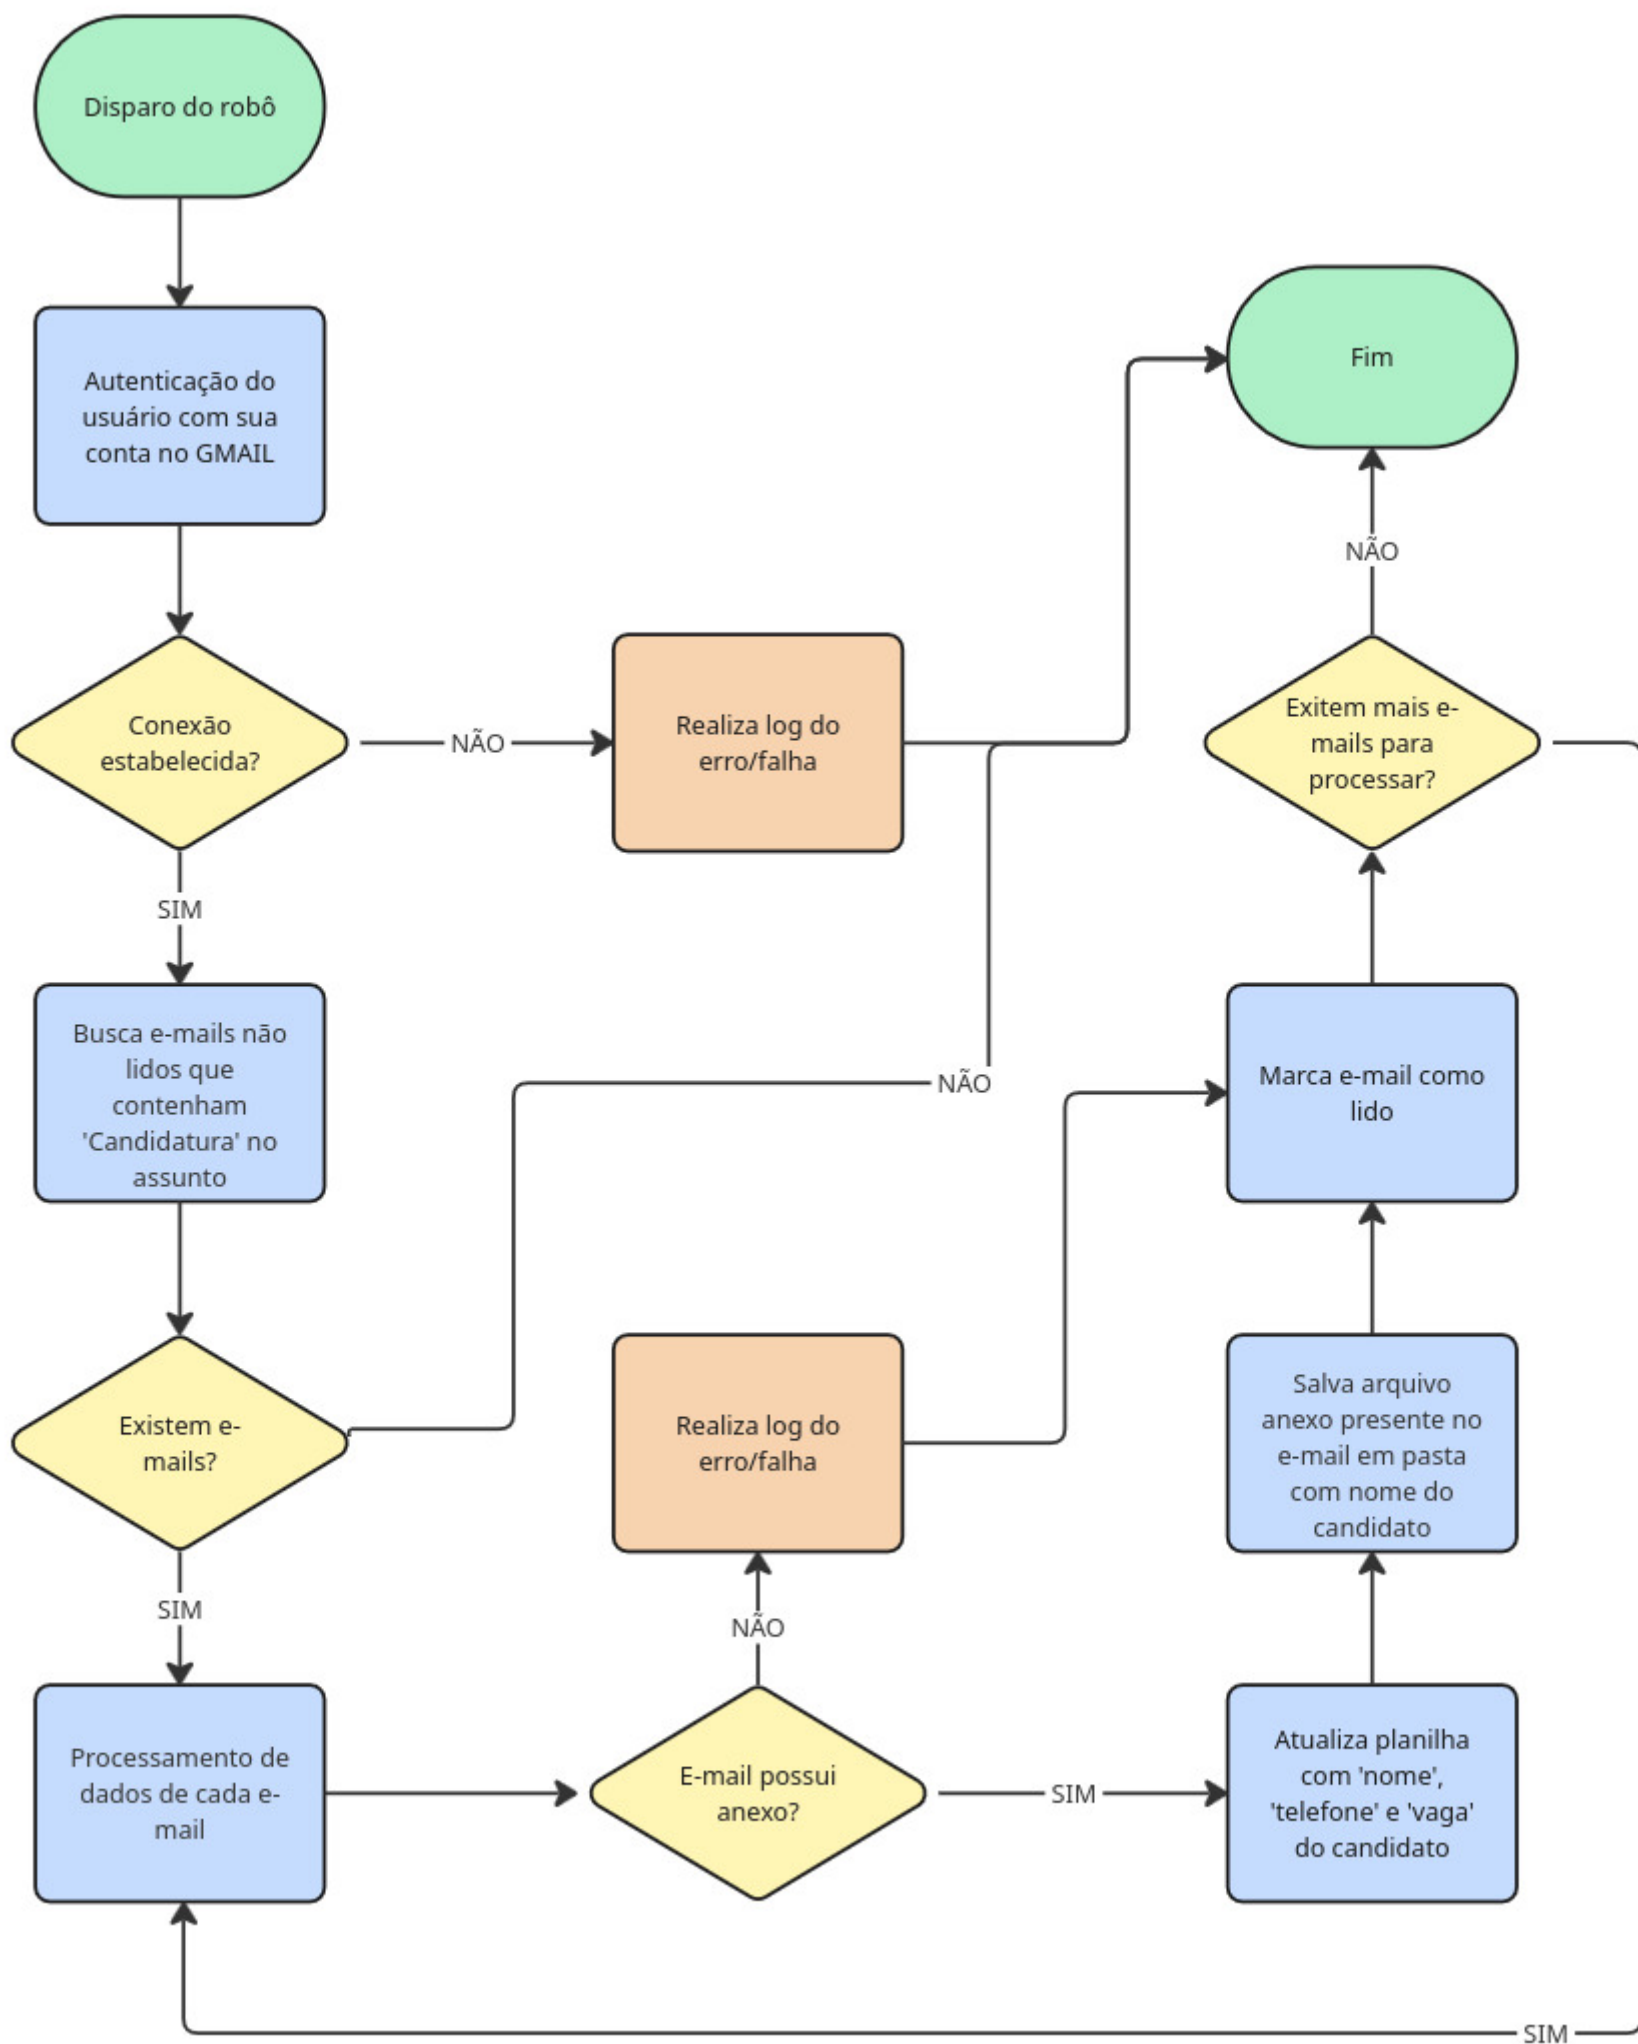 Disparo do robô
Autenticação do
usuário com sua
conta no GMAIL
Fim
NÃO
Conexão
estabelecida?
NÃO
Realiza log do
erro/falha
Exitem mais e-
mails para
processar?
SIM
Busca e-mails não
lidos que
contenham
'Candidatura' no
assunto
NÃO
Marca e-mail como
lido
Existem e-
mails?
Realiza log do
erro/falha
Salva arquivo
anexo presente no
e-mail em pasta
com nome do
candidato
SIM
NÃO
Processamento de
dados de cada e-
mail
E-mail possui
anexo?
SIM
Atualiza planilha
com 'nome',
'telefone' e 'vaga'
do candidato
SIM